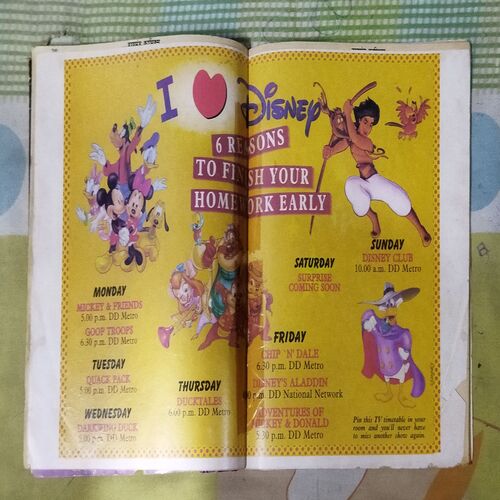 I Disney
6 REASONS
TO FINISH YOUR
HOMEWORK EARLY
MONDAY
MICKEY & FRIENDS
5.00 p.m. DD Metro
GOOF TROOPS
6.30 p.m. DD Metro
TUESDAY
QUACK PACK
5.00 p.m. DD Metro
WEDNESDAY
DARKWING DUCK
5.00 p.m. DD Metro
THURSDAY
DUCKTALES
6.00 p.m. DD Metro
FRIDAY
CHIP 'N' DALE
6.30 p.m. DD Metro
DISNEY'S ALADDIN
p.m. DD National Network
ADVENTURES OF
MICKEY & DONALD
p.m. DD Metro
SATURDAY
SURPRISE
COMING SOON
SUNDAY
DISNEY CLUB
10.00 a.m. DD Metro
Pin this TV timetable in your
room and you'll never have
to miss another show again.